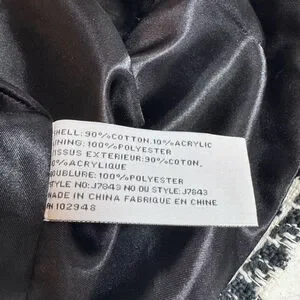 SHELL:90%COTTON,10%ACRYLIC
LINING:100%POLYESTER
TISSUS EXTERIEUR:90%COTON,
10%ACRYLIQUE
DOUBLURE:100%POLYESTER
STYLE NO:J7843 NO DU STYLE:J7843
MADE IN CHINA FABRIQUE EN CHINE
RN 102948